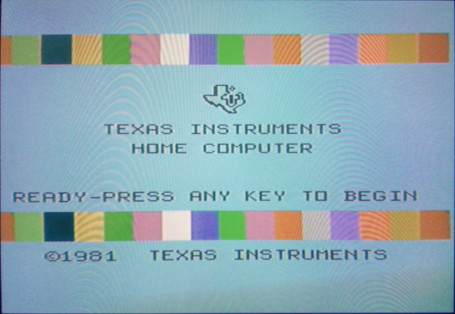 TEXAS INSTRUMENTS
HOME COMPUTER
READY-PRESS ANY KEY TO BEGIN
©1981 TEXAS INSTRUMENTS